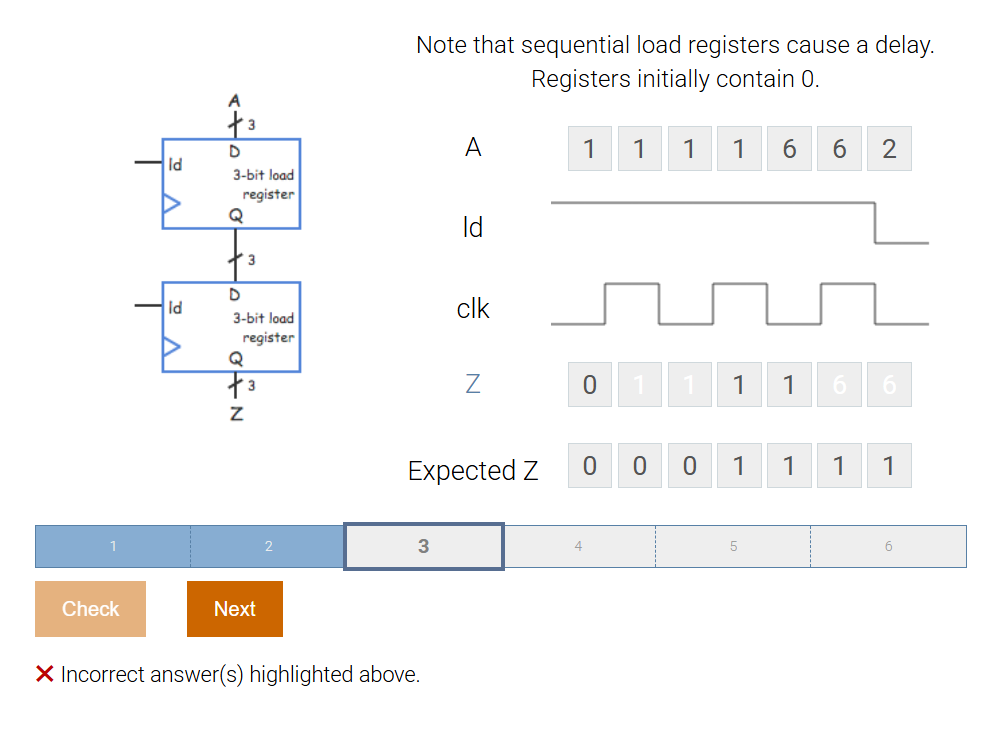 Note that sequential load registers cause a delay.
Registers initially contain 0.
A
3
ld
D
3-bit load
register
Q
3
ld
D
3-bit load
register
Q
3
Z
A 1 1 1 1 6 6 2
ld
clk
Z 0 1 1 1 1 6 6
Expected Z 0 0 0 1 1 1 1
1 2 3 4 5 6
Check Next
❌ Incorrect answer(s) highlighted above.